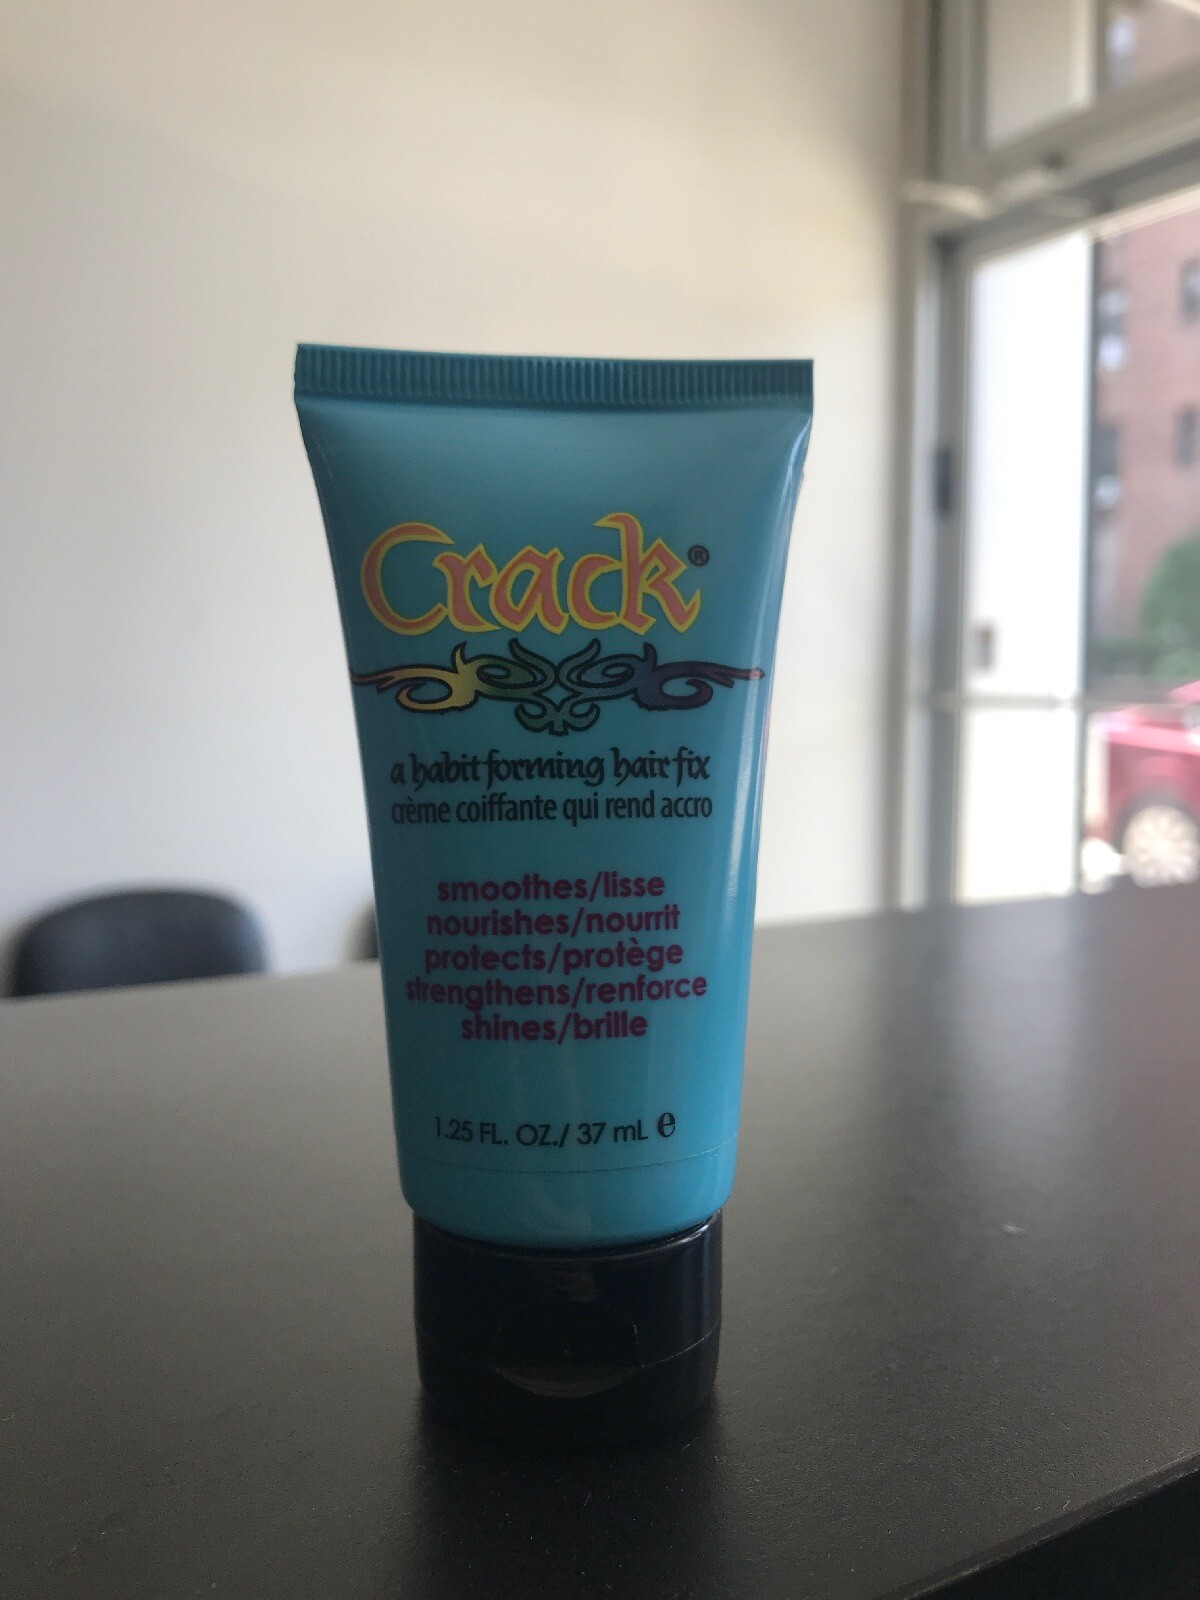 Crack®
a habit forming hair fix
crème coiffante qui rend accro
smoothes/lisse
nourishes/nourrit
protects/protège
strengthens/renforce
shines/brille
1.25 FL. OZ./ 37 mL ℮